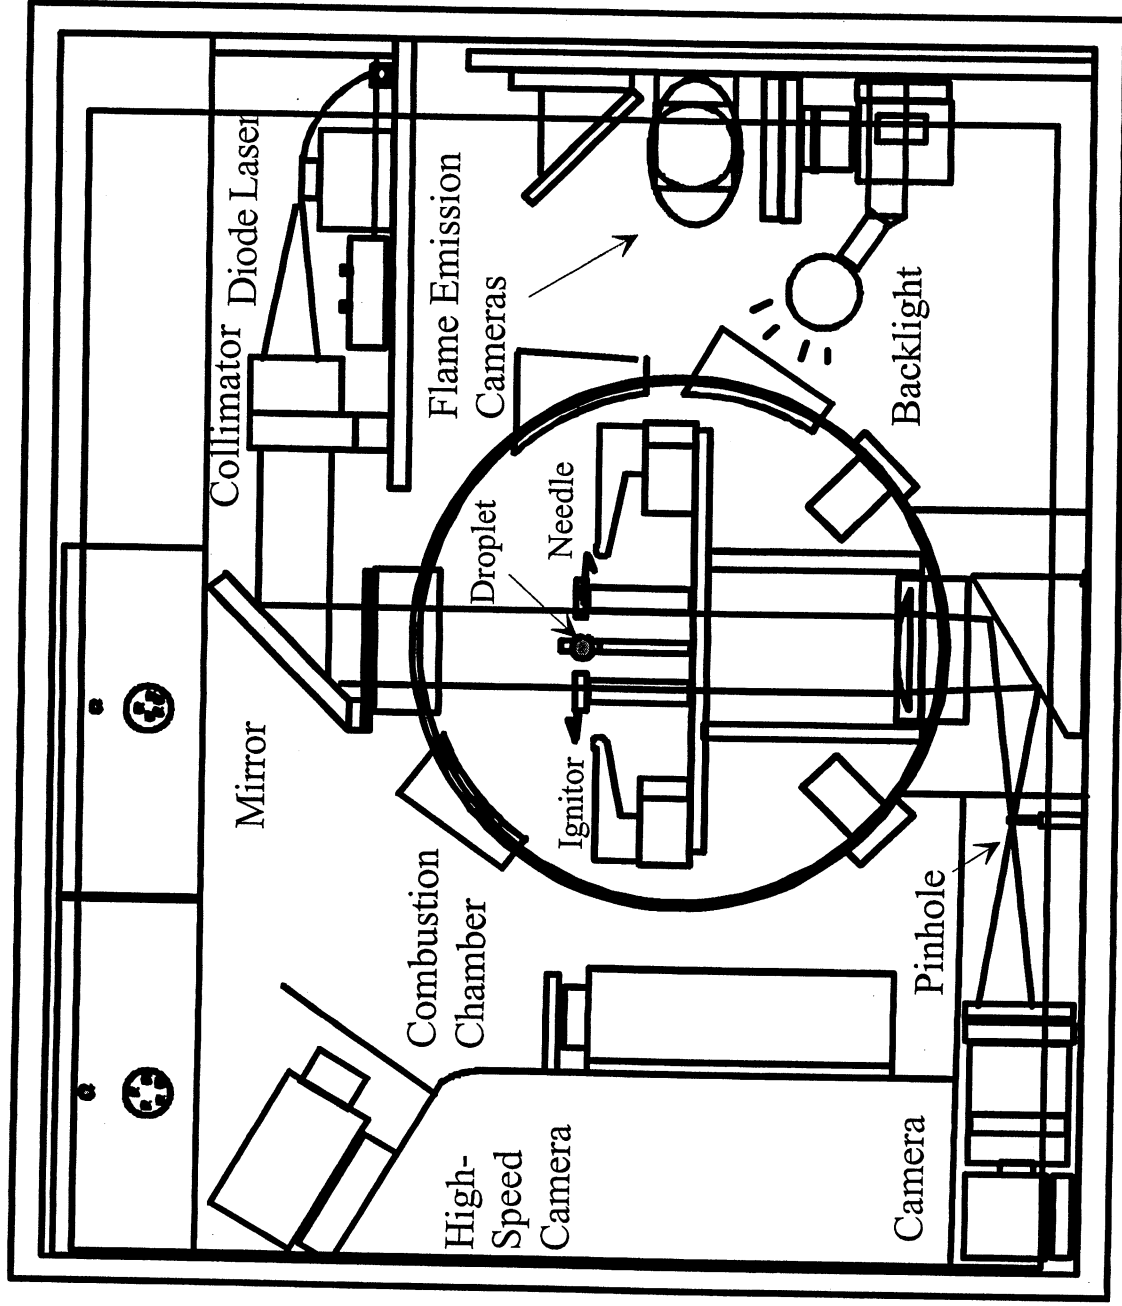 Diode Laser
Collimator
Flame Emission
Cameras
Backlight
Needle
Droplet
Mirror
Ignitor
Combustion
Chamber
Pinhole
High-
Speed
Camera
Camera